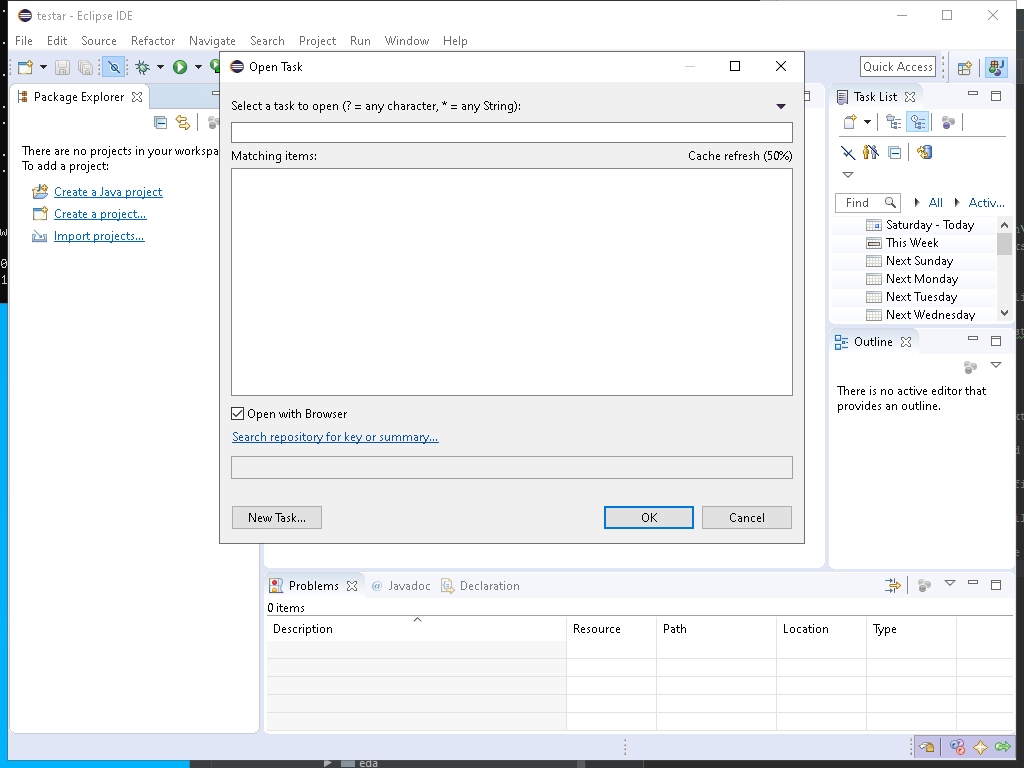 testar - Eclipse IDE
File Edit Source Refactor Navigate Search Project Run Window Help
Quick Access
Package Explorer
There are no projects in your workspa
To add a project:
Create a Java project
Create a project...
Import projects...
Open Task
Select a task to open (? = any character, * = any String):
Matching items: Cache refresh (50%)
Open with Browser
Search repository for key or summary...
New Task... OK Cancel
Task List
Find All Activ...
Saturday - Today
This Week
Next Sunday
Next Monday
Next Tuesday
Next Wednesday
Outline
There is no active editor that
provides an outline.
Problems @ Javadoc Declaration
0 items
Description Resource Path Location Type
eda